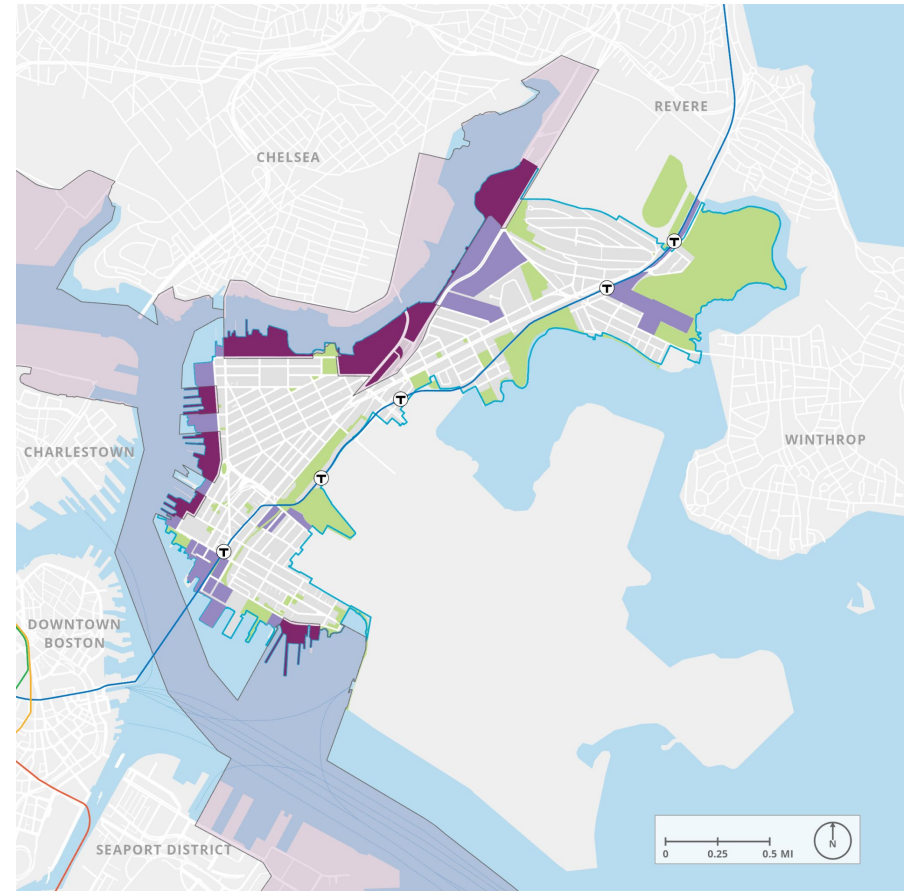 REVERE
CHELSEA
T
T
T
WINTHROP
CHARLESTOWN
T
T
DOWNTOWN
BOSTON
SEAPORT DISTRICT
N
0 0.25 0.5 MI